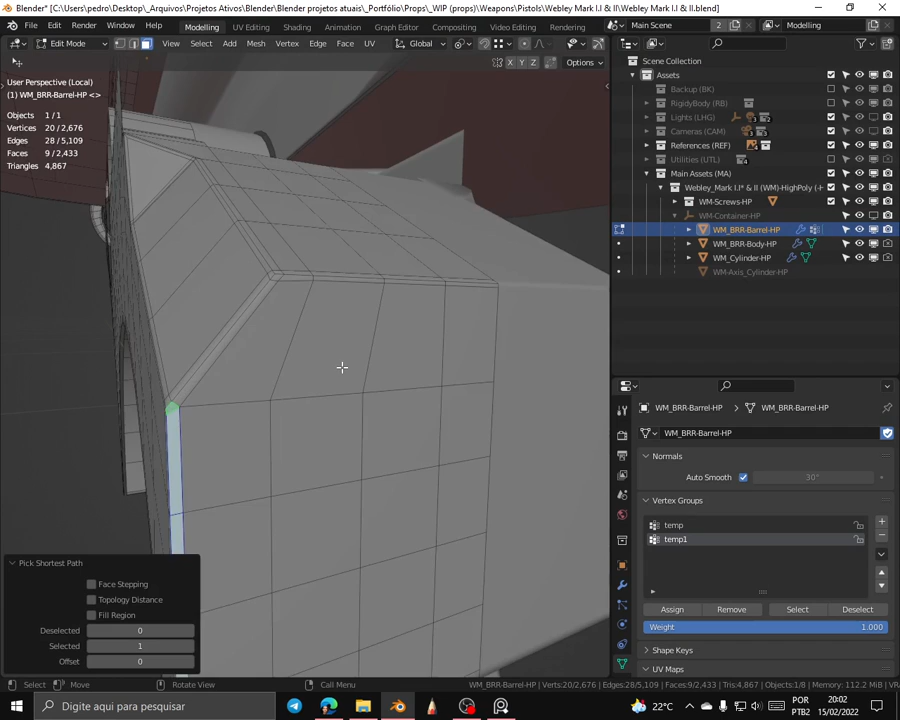 Blender* [C:\Users\pedro\Desktop\_Arquivos\Projetos Ativos\Blender\Blender projetos atuais\_Portfólio\Props\_WIP (props)\Weapons\Pistols\Webley Mark I.I & II\Webley Mark I.I & II.blend]
File Edit Render Window Help Modelling UV Editing Shading Animation Graph Editor Compositing Video Editing Rendering Main Scene 2 Modelling
Edit Mode View Select Add Mesh Vertex Edge Face UV Global
X Y Z Options
User Perspective (Local)
(1) WM_BRR-Barrel-HP <>
Objects 1/1
Vertices 20/2,676
Edges 28/5,109
Faces 9/2,433
Triangles 4,867
Scene Collection
Assets
Backup (BK)
RigidyBody (RB)
Lights (LHG) 3
Cameras (CAM) 3
References (REF) 2
Utilities (UTL) 4
Main Assets (MA)
Webley_Mark I.I* & II (WM)-HighPoly (-H
WM-Screws-HP
WM-Container-HP
WM_BRR-Barrel-HP
WM_BRR-Body-HP
WM_Cylinder-HP
WM-Axis_Cylinder-HP
WM_BRR-Barrel-HP WM_BRR-Barrel-HP
WM_BRR-Barrel-HP
Normals
Auto Smooth 30°
Vertex Groups
temp
temp1
Assign Remove Select Deselect
Weight 1.000
Shape Keys
UV Maps
Pick Shortest Path
Face Stepping
Topology Distance
Fill Region
Deselected 0
Selected 1
Offset 0
Select Move Rotate View Call Menu WM_BRR-Barrel-HP | Verts:20/2,676 | Edges:28/5,109 | Faces:9/2,433 | Tris:4,867 | Objects:1/8 | Memory: 112.2 MiB
Digite aqui para pesquisar
22°C
POR
PTB2
20:02
15/02/2022